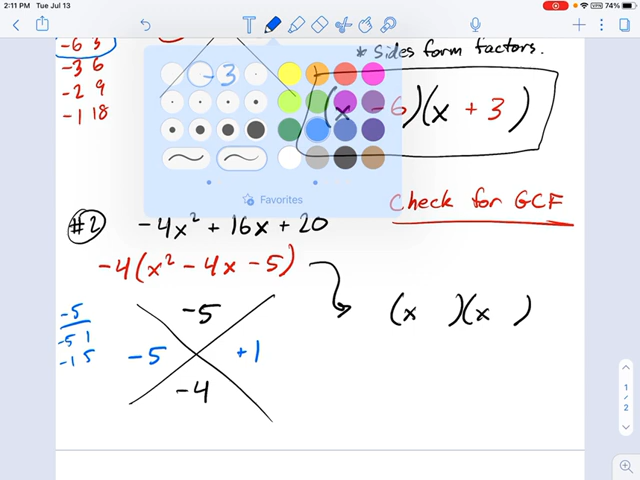 2:11 PM Tue Jul 13
73%
-6 3
-3 6
-2 9
-1 18
-3
* Sides form factors.
(x -6)(x +3)
Favorites
Check for GCF
#2 -4x² + 16x + 20
-4(x² - 4x - 5)
(x )(x )
-5
-5 1
-1 5
-5
-5 +1
-4
1
/ 2